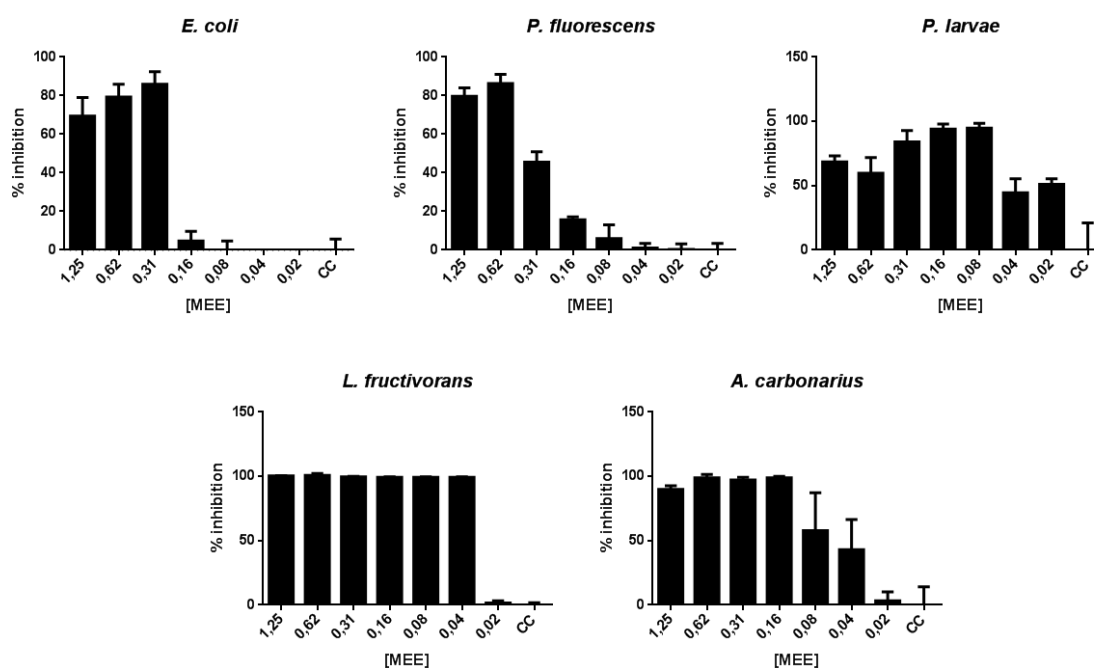 E. coli
P. fluorescens
P. larvae
100
80
60
40
20
0
% inhibition
1,25
0,62
0,31
0,16
0,08
0,04
0,02
CC
[MEE]
100
80
60
40
20
0
% inhibition
1,25
0,62
0,31
0,16
0,08
0,04
0,02
CC
[MEE]
150
100
50
0
% inhibition
1,25
0,62
0,31
0,16
0,08
0,04
0,02
CC
[MEE]
L. fructivorans
A. carbonarius
150
100
50
0
% inhibition
1,25
0,62
0,31
0,16
0,08
0,04
0,02
CC
[MEE]
150
100
50
0
% inhibition
1,25
0,62
0,31
0,16
0,08
0,04
0,02
CC
[MEE]